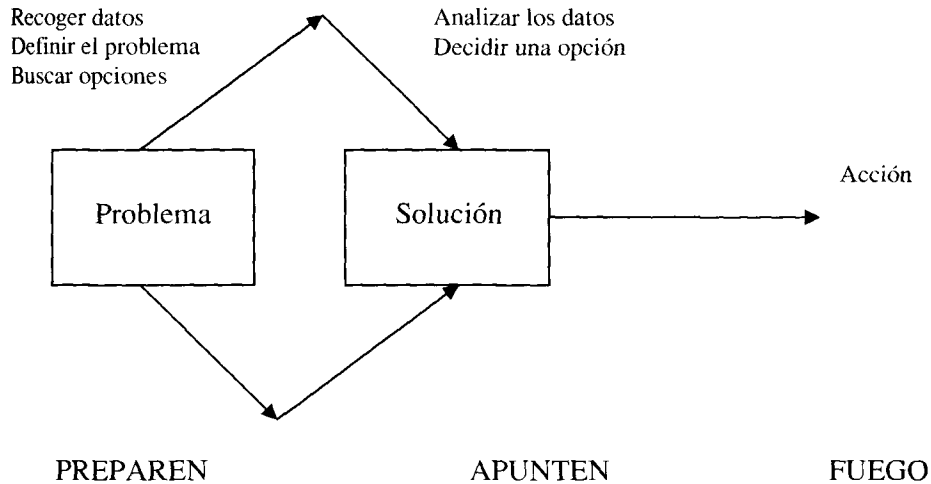 Recoger datos
Definir el problema
Buscar opciones
Analizar los datos
Decidir una opción
Problema
Solución
Acción
PREPAREN
APUNTEN
FUEGO